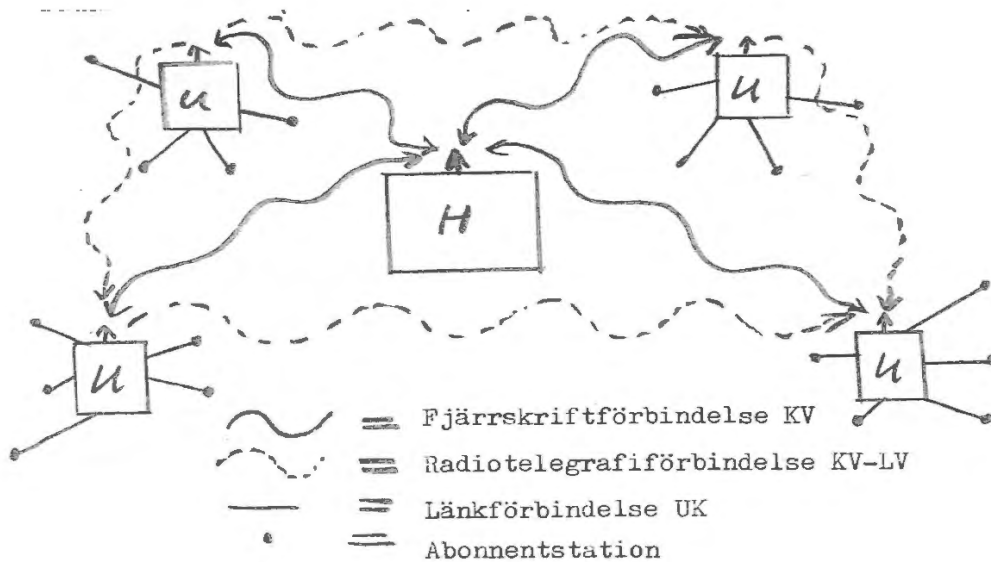 U
U
H
U
U
= Fjärrskriftförbindelse KV
= Radiotelegrafiförbindelse KV-LV
= Länkförbindelse UK
= Abonnentstation